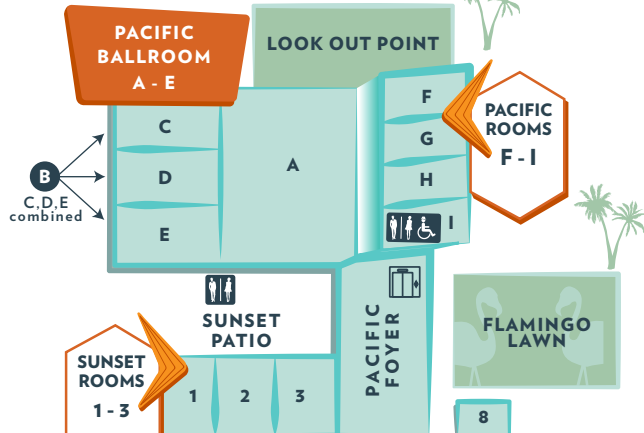 PACIFIC
BALLROOM
A - E
LOOK OUT POINT
C
D
E
A
F
G
H
I
PACIFIC
ROOMS
F - I
B
C,D,E
combined
SUNSET
PATIO
PACIFIC
FOYER
FLAMINGO
LAWN
SUNSET
ROOMS
1 - 3
1
2
3
8